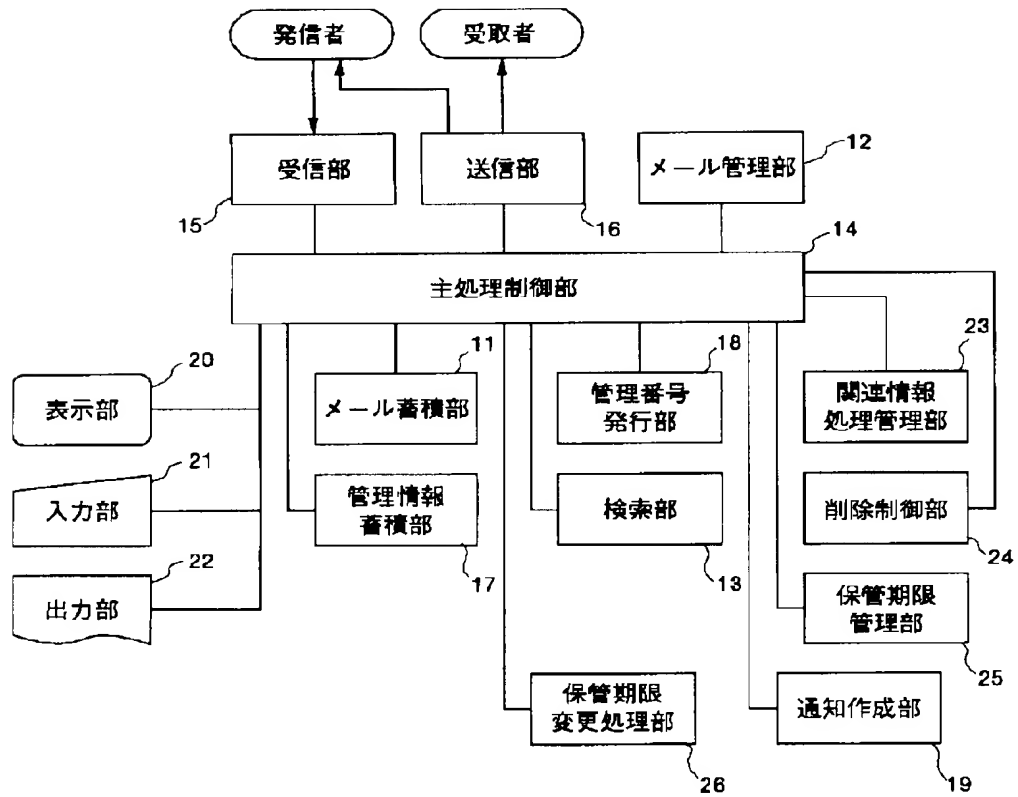 発信者
受取者
受信部
15
送信部
16
メール管理部
12
主処理制御部
14
表示部
20
メール蓄積部
11
管理番号
発行部
18
関連情報
処理管理部
23
入力部
21
管理情報
蓄積部
17
検索部
13
削除制御部
24
出力部
22
保管期限
管理部
25
保管期限
変更処理部
26
通知作成部
19